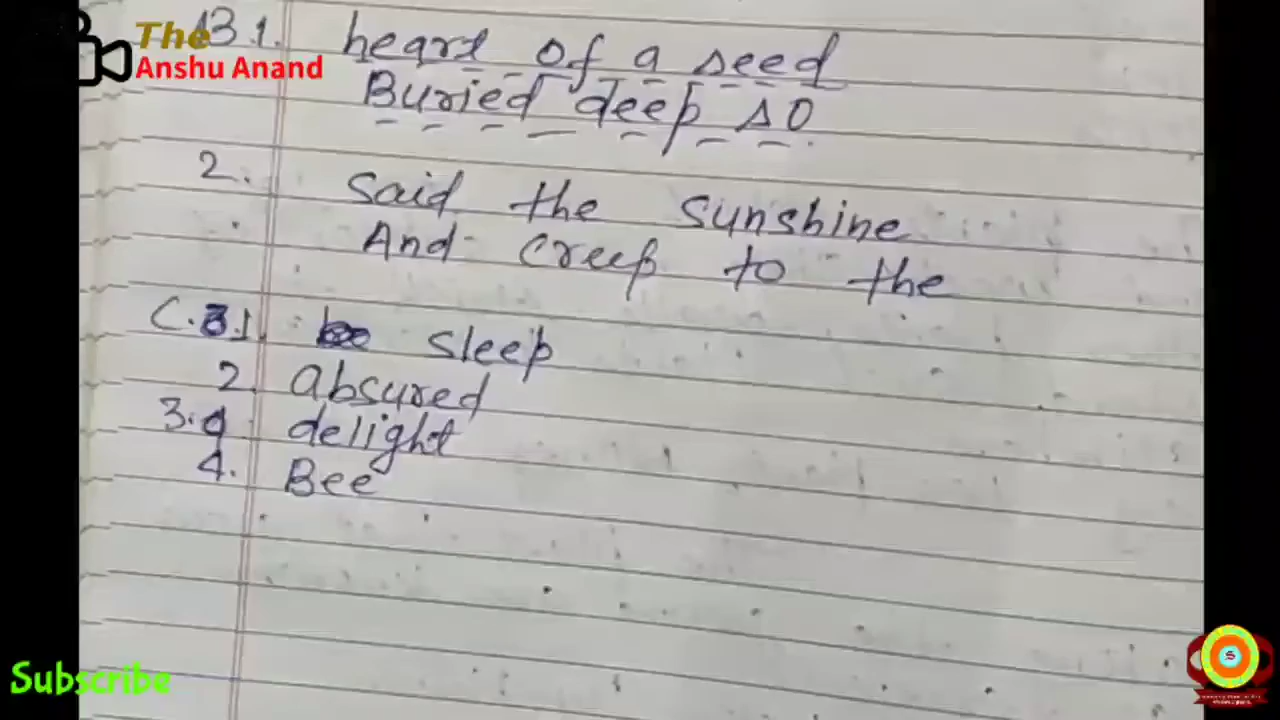 The
Anshu Anand
B 1. heart of a seed
Buried deep so
2. said the sunshine
And creep to the
C. 1. sleep
2. absured
3. delight
4. Bee
Subscribe
S